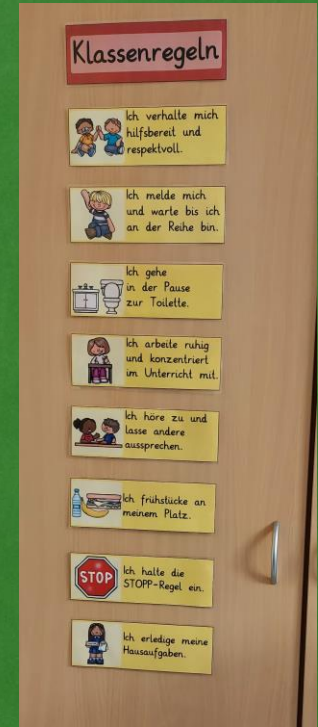 Klassenregeln
Ich verhalte mich
hilfsbereit und
respektvoll.
Ich melde mich
und warte bis ich
an der Reihe bin.
Ich gehe
in der Pause
zur Toilette.
Ich arbeite ruhig
und konzentriert
im Unterricht mit.
Ich höre zu und
lasse andere
aussprechen.
Ich frühstücke an
meinem Platz.
STOP
Ich halte die
STOPP-Regel ein.
Ich erledige meine
Hausaufgaben.